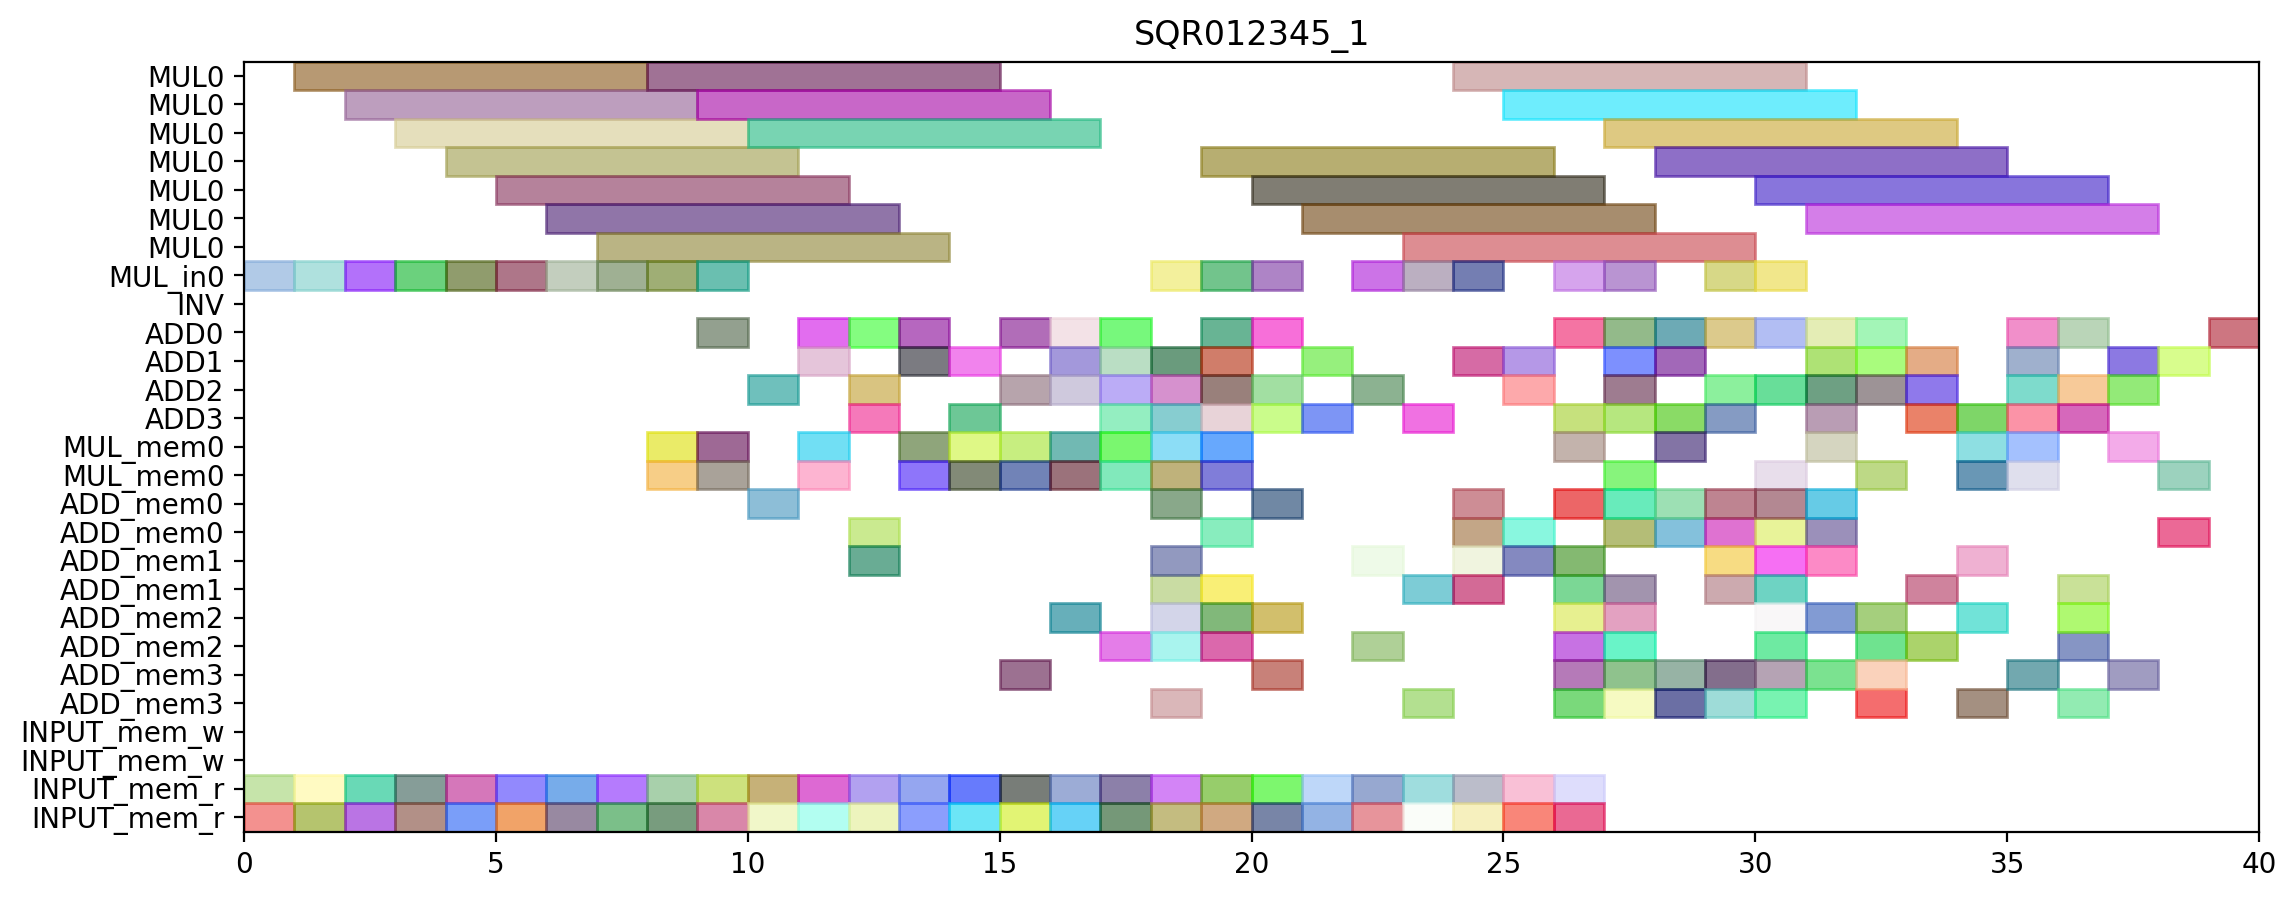 SQR012345_1
MUL0
MUL0
MUL0
MUL0
MUL0
MUL0
MUL0
MUL_in0
INV
ADD0
ADD1
ADD2
ADD3
MUL_mem0
MUL_mem0
ADD_mem0
ADD_mem0
ADD_mem1
ADD_mem1
ADD_mem2
ADD_mem2
ADD_mem3
ADD_mem3
INPUT_mem_w
INPUT_mem_w
INPUT_mem_r
INPUT_mem_r
0 5 10 15 20 25 30 35 40